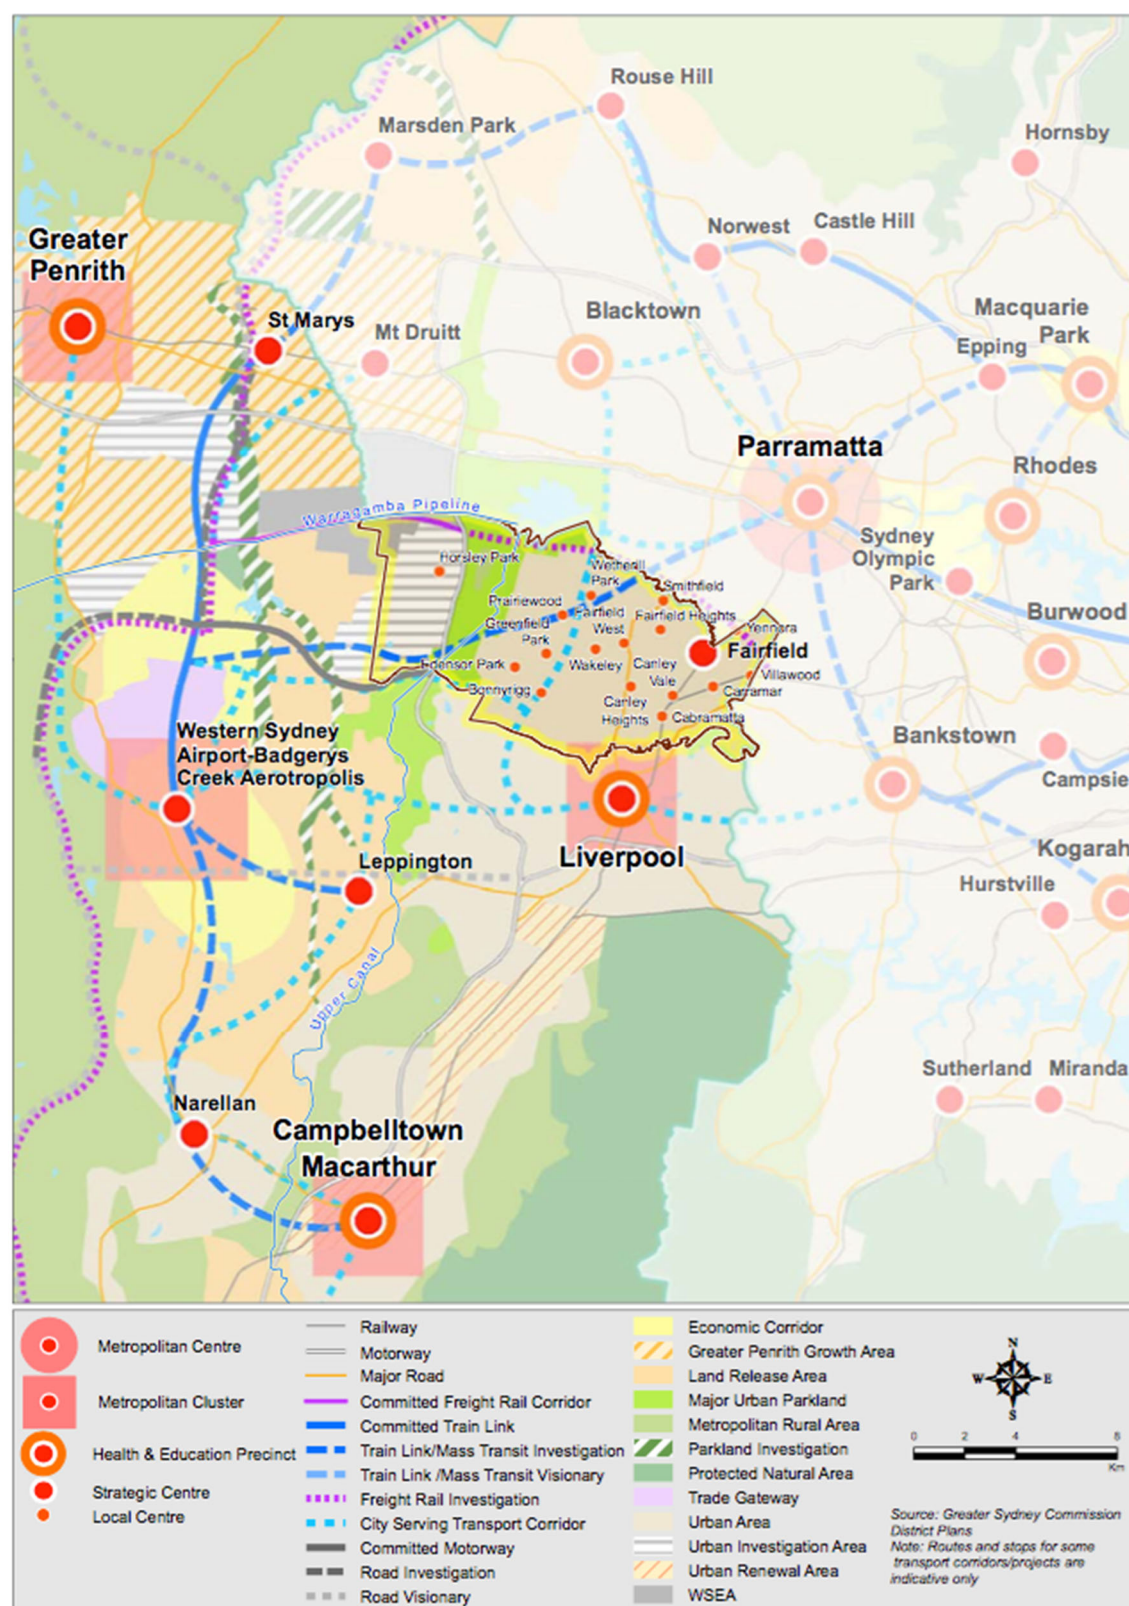 Rouse Hill
Marsden Park
Hornsby
Norwest
Castle Hill
Greater
Penrith
Blacktown
Macquarie
Park
St Marys
Mt Druitt
Epping
Parramatta
Rhodes
Warragamba Pipeline
Sydney
Olympic
Park
Horsley Park
Wetherill
Park
Smithfield
Prairiewood
Fairfield
West
Fairfield Heights
Burwood
Greenfield
Park
Yennora
Fairfield
Edensor Park
Wakeley
Canley
Vale
Villawood
Bonnyrigg
Carramar
Canley
Heights
Cabramatta
Western Sydney
Airport-Badgerys
Creek Aerotropolis
Bankstown
Campsie
Liverpool
Leppington
Kogarah
Hurstville
Upper Canal
Sutherland
Miranda
Narellan
Campbelltown
Macarthur
Metropolitan Centre
Metropolitan Cluster
Health & Education Precinct
Strategic Centre
Local Centre
Railway
Motorway
Major Road
Committed Freight Rail Corridor
Committed Train Link
Train Link/Mass Transit Investigation
Train Link /Mass Transit Visionary
Freight Rail Investigation
City Serving Transport Corridor
Committed Motorway
Road Investigation
Road Visionary
Economic Corridor
Greater Penrith Growth Area
Land Release Area
Major Urban Parkland
Metropolitan Rural Area
Parkland Investigation
Protected Natural Area
Trade Gateway
Urban Area
Urban Investigation Area
Urban Renewal Area
WSEA
N
W
E
S
0 2 4 8
Km
Source: Greater Sydney Commission
District Plans
Note: Routes and stops for some
transport corridors/projects are
indicative only